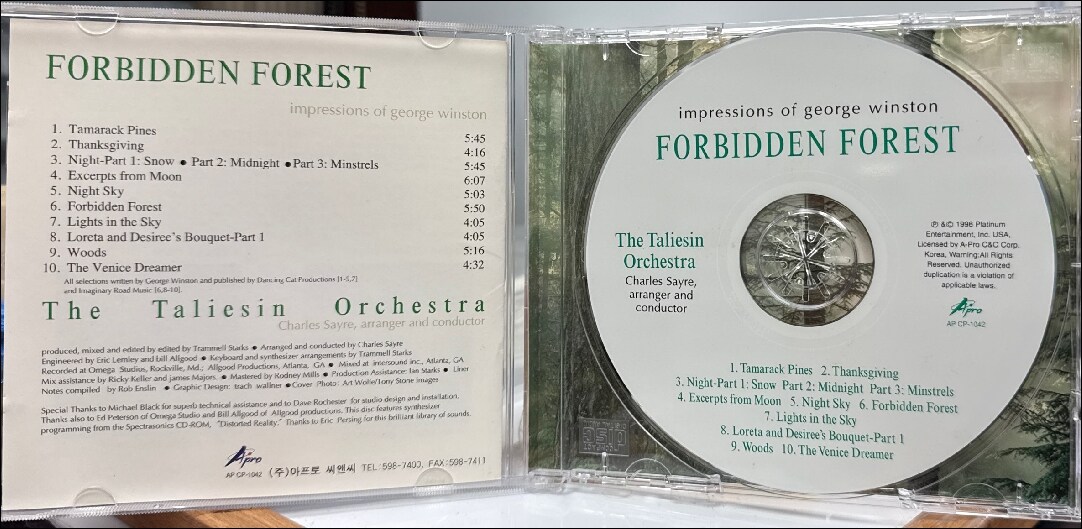 FORBIDDEN FOREST
impressions of george winston
1. Tamarack Pines 5:45
2. Thanksgiving 4:16
3. Night-Part 1: Snow ● Part 2: Midnight ● Part 3: Minstrels 5:45
4. Excerpts from Moon 6:07
5. Night Sky 5:03
6. Forbidden Forest 5:50
7. Lights in the Sky 4:05
8. Loreta and Desiree's Bouquet-Part 1 4:05
9. Woods 5:16
10. The Venice Dreamer 4:32
All selections written by George Winston and published by Dancing Cat Productions [1-5,7]
and Imaginary Road Music [6,8-10].
The Taliesin Orchestra
Charles Sayre, arranger and conductor
produced, mixed and edited by edited by Trammell Starks ● Arranged and conducted by Charles Sayre
Engineered by Eric Lemley and bill Allgood ● Keyboard and synthesizer arrangements by Trammell Starks
Recorded at Omega Studios, Rockville, Md.; Allgood Productions, Atlanta, GA ● Mixed at intersound inc., Atlanta, GA
Mix assistance by Ricky Keller and james Majors. ● Mastered by Rodney Mills ● Production Assistance: Ian Starks ● Liner
Notes compiled by Rob Enslin ● Graphic Design: trach wallner ● Cover Photo: Art Wolfe/Tony Stone Images
Special Thanks to Michael Black for superb technical assistance and to Dave Rochester for studio design and installation.
Thanks also to Ed Peterson of Omega Studio and Bill Allgood of Allgood productions. This disc features synthesizer
programming from the Spectrasonics CD-ROM, "Distorted Reality." Thanks to Eric Persing for this brilliant library of sounds.
Apro
AP CP-1042 (주)아프로 씨앤씨 TEL:598-7400, FAX:598-7411
impressions of george winston
FORBIDDEN FOREST
The Taliesin
Orchestra
Charles Sayre,
arranger and
conductor
℗ &© 1996 Platinum
Entertainment, Inc. USA,
Licensed by A-Pro C&C Corp.
Korea, Warning:All Rights
Reserved. Unauthorized
duplication is a violation of
applicable laws.
Apro
AP CP-1042
1. Tamarack Pines 2. Thanksgiving
3. Night-Part 1: Snow Part 2: Midnight Part 3: Minstrels
4. Excerpts from Moon 5. Night Sky 6. Forbidden Forest
7. Lights in the Sky
8. Loreta and Desiree's Bouquet-Part 1
9. Woods 10. The Venice Dreamer